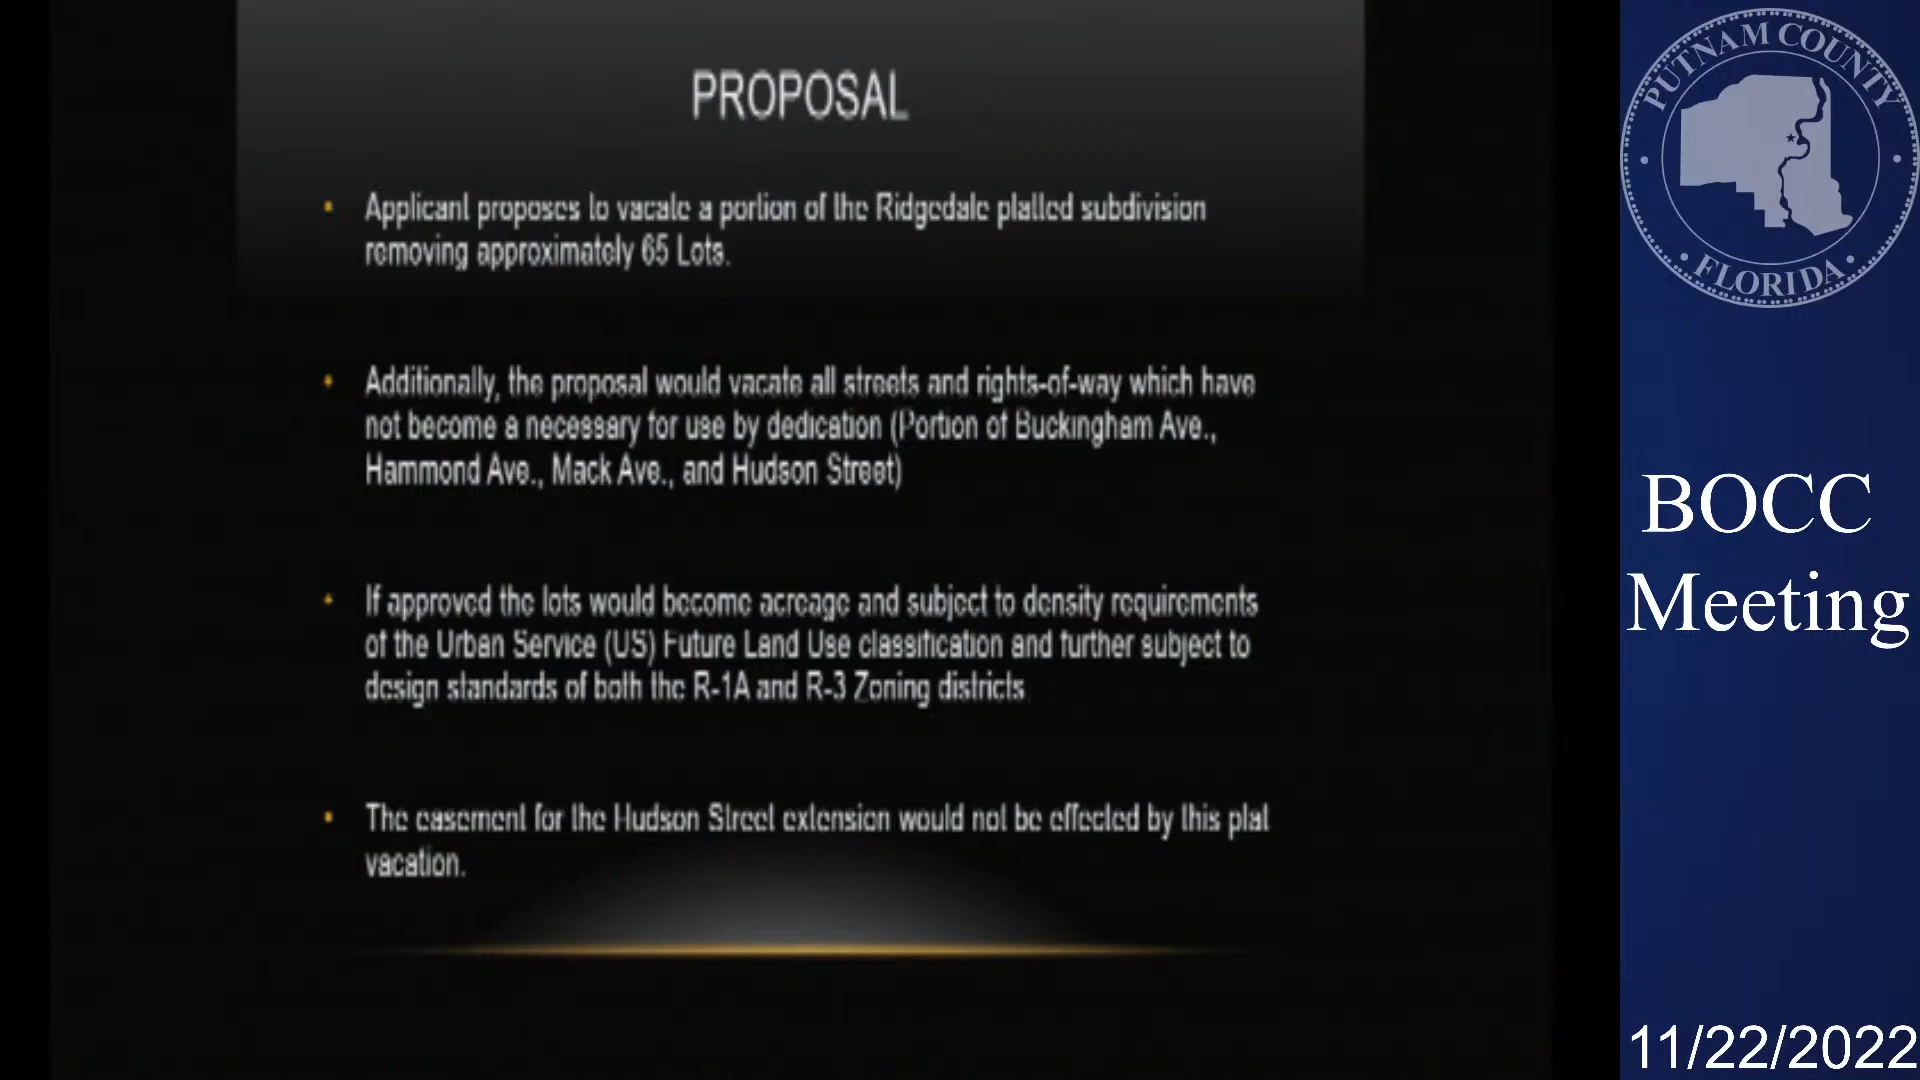 PROPOSAL
Applicant proposes to vacate a portion of the Ridgedale platted subdivision
removing approximately 65 Lots.
Additionally, the proposal would vacate all streets and rights-of-way which have
not become a necessary for use by dedication (Portion of Buckingham Ave.,
Hammond Ave., Mack Ave., and Hudson Street)
If approved the lots would become acreage and subject to density requirements
of the Urban Service (US) Future Land Use classification and further subject to
design standards of both the R-1A and R-3 Zoning districts
The easement for the Hudson Street extension would not be effected by this plat
vacation.
PUTNAM COUNTY
FLORIDA
BOCC
Meeting
11/22/2022